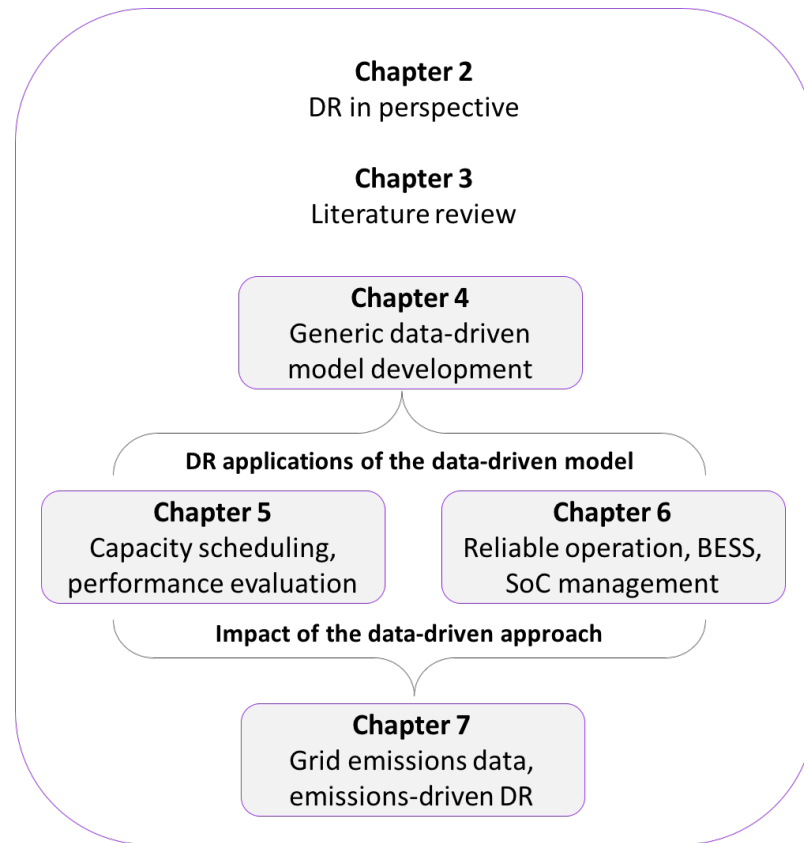 Chapter 2
DR in perspective
Chapter 3
Literature review
Chapter 4
Generic data-driven
model development
DR applications of the data-driven model
Chapter 5
Capacity scheduling,
performance evaluation
Chapter 6
Reliable operation, BESS,
SoC management
Impact of the data-driven approach
Chapter 7
Grid emissions data,
emissions-driven DR